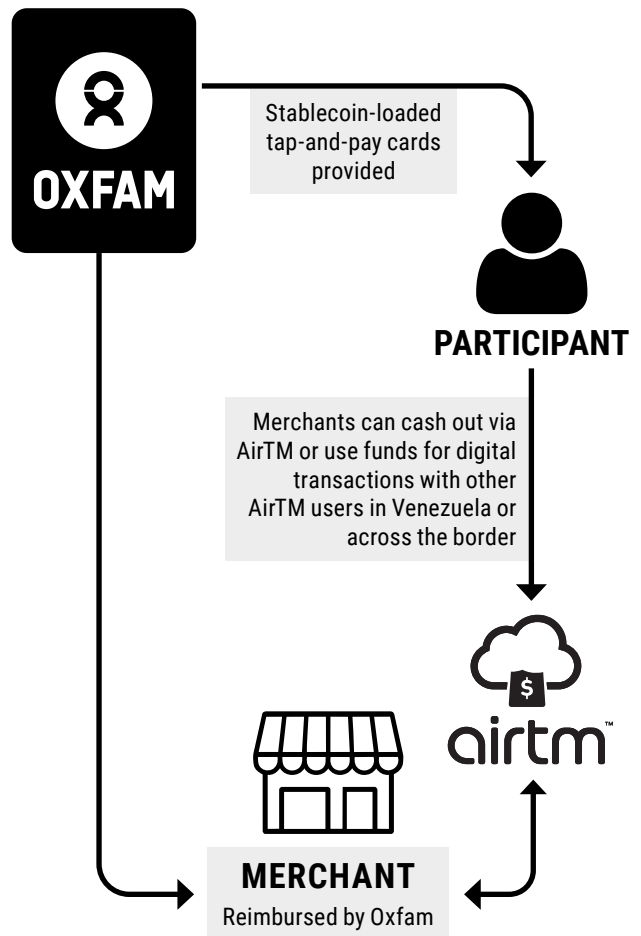 OXFAM
Stablecoin-loaded
tap-and-pay cards
provided
PARTICIPANT
Merchants can cash out via
AirTM or use funds for digital
transactions with other
AirTM users in Venezuela or
across the border
$
airtm™
MERCHANT
Reimbursed by Oxfam